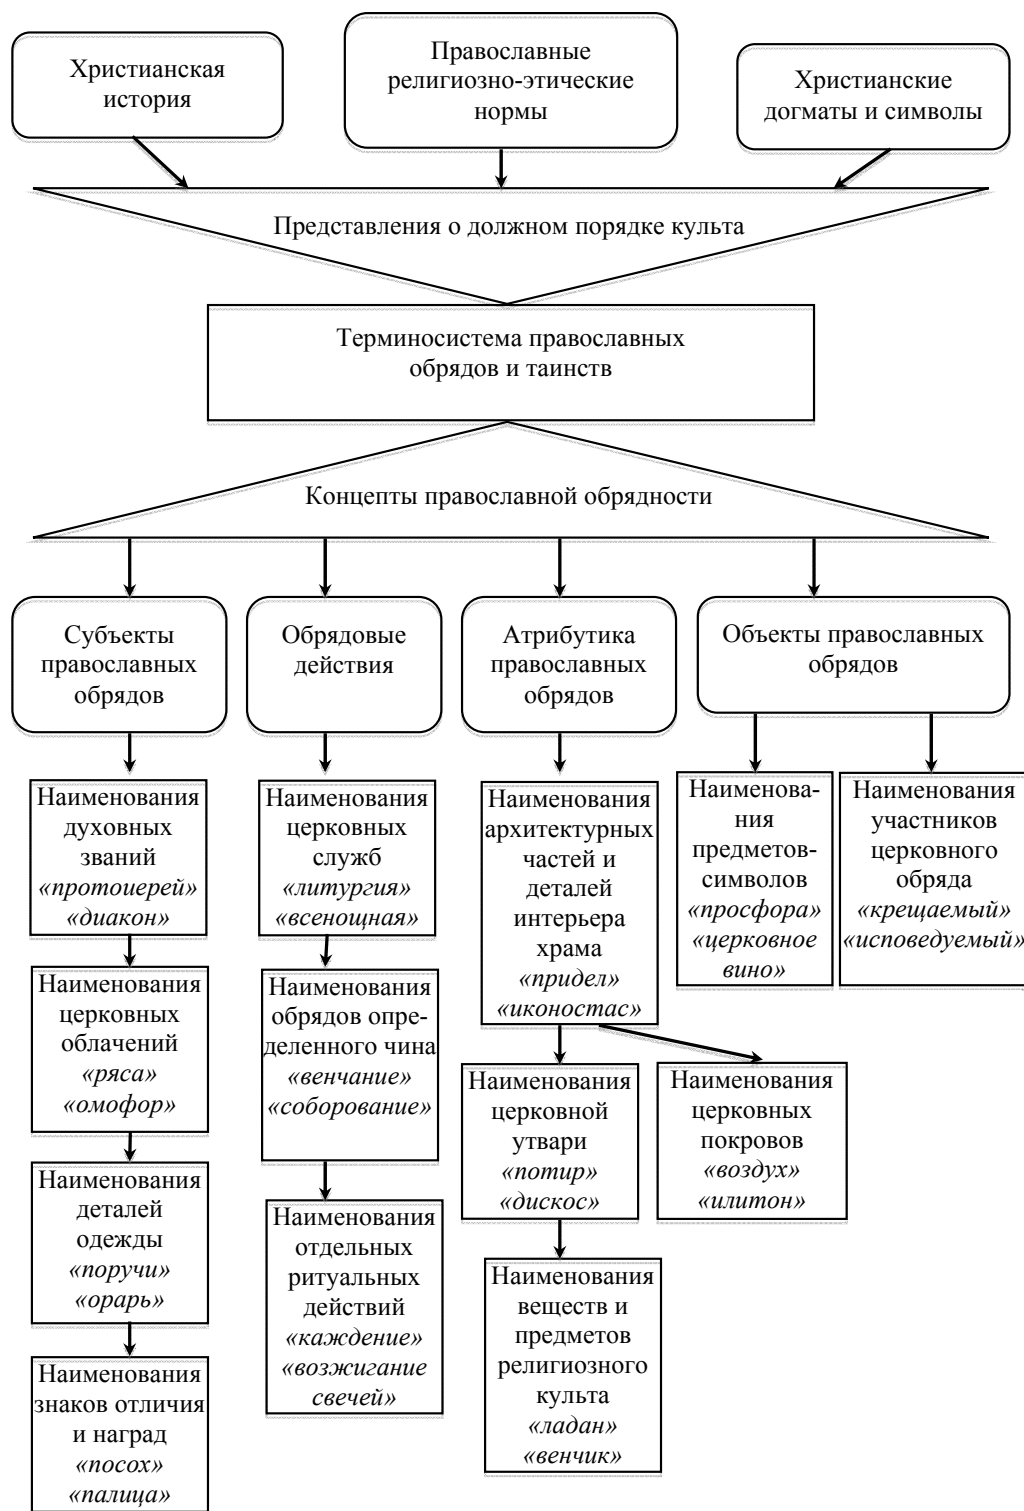 Христианская
история
Православные
религиозно-этические
нормы
Христианские
догматы и символы
Представления о должном порядке культа
Терминосистема православных
обрядов и таинств
Концепты православной обрядности
Субъекты
православных
обрядов
Обрядовые
действия
Атрибутика
православных
обрядов
Объекты православных
обрядов
Наименования
духовных
званий
«протоиерей»
«диакон»
Наименования
церковных
облачений
«ряса»
«омофор»
Наименования
деталей
одежды
«поручи»
«орарь»
Наименования
знаков отличия
и наград
«посох»
«палица»
Наименования
церковных
служб
«литургия»
«всенощная»
Наименования
обрядов опре-
деленного чина
«венчание»
«соборование»
Наименования
отдельных
ритуальных
действий
«каждение»
«возжигание
свечей»
Наименования
архитектурных
частей и
деталей
интерьера
храма
«придел»
«иконостас»
Наименования
церковной
утвари
«потир»
«дискос»
Наименования
веществ и
предметов
религиозного
культа
«ладан»
«венчик»
Наименования
церковных
покровов
«воздух»
«илитон»
Наименова-
ния
предметов-
символов
«просфора»
«церковное
вино»
Наименования
участников
церковного
обряда
«крещаемый»
«исповедуемый»